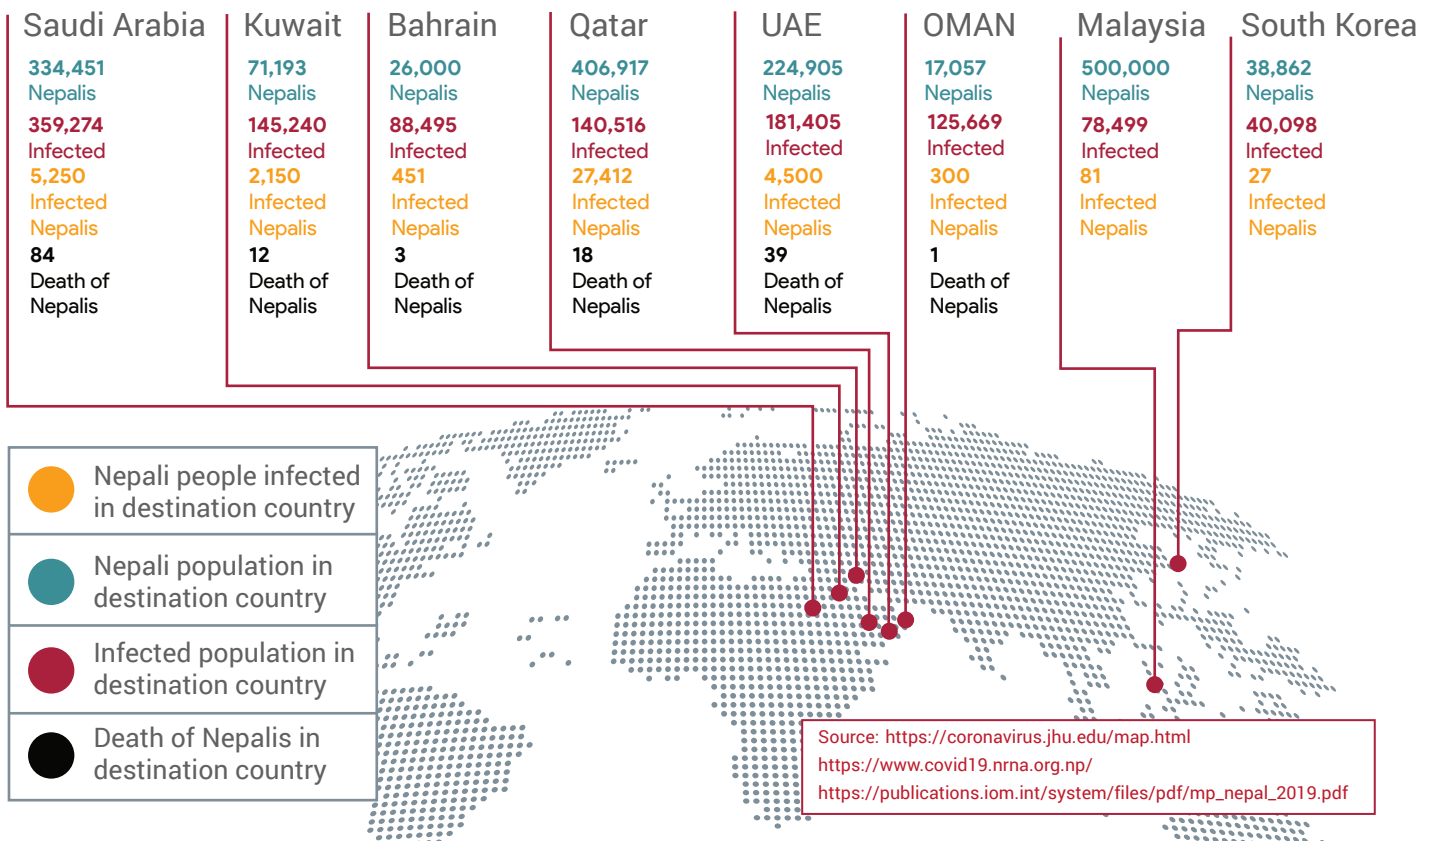 Saudi Arabia
334,451
Nepalis
359,274
Infected
5,250
Infected
Nepalis
84
Death of
Nepalis
Kuwait
71,193
Nepalis
145,240
Infected
2,150
Infected
Nepalis
12
Death of
Nepalis
Bahrain
26,000
Nepalis
88,495
Infected
451
Infected
Nepalis
3
Death of
Nepalis
Qatar
406,917
Nepalis
140,516
Infected
27,412
Infected
Nepalis
18
Death of
Nepalis
UAE
224,905
Nepalis
181,405
Infected
4,500
Infected
Nepalis
39
Death of
Nepalis
OMAN
17,057
Nepalis
125,669
Infected
300
Infected
Nepalis
1
Death of
Nepalis
Malaysia
500,000
Nepalis
78,499
Infected
81
Infected
Nepalis
South Korea
38,862
Nepalis
40,098
Infected
27
Infected
Nepalis
Nepali people infected
in destination country
Nepali population in
destination country
Infected population in
destination country
Death of Nepalis in
destination country
Source: https://coronavirus.jhu.edu/map.html
https://www.covid19.nrna.org.np/
https://publications.iom.int/system/files/pdf/mp_nepal_2019.pdf